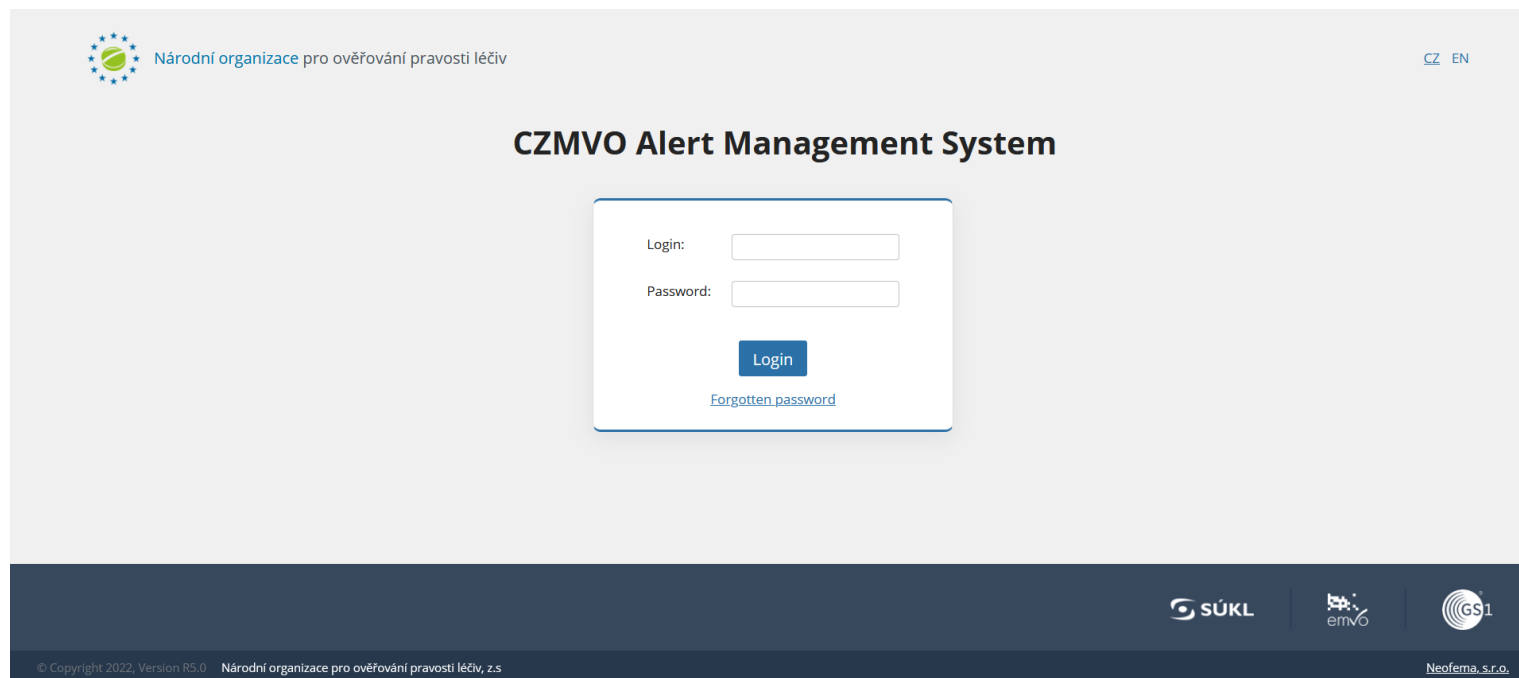 Národní organizace pro ověřování pravosti léčiv
CZ EN
CZMVO Alert Management System
Login:
Password:
Login
Forgotten password
SÚKL
emvo
GS1
© Copyright 2022, Version R5.0 Národní organizace pro ověřování pravosti léčiv, z.s
Neofema, s.r.o.